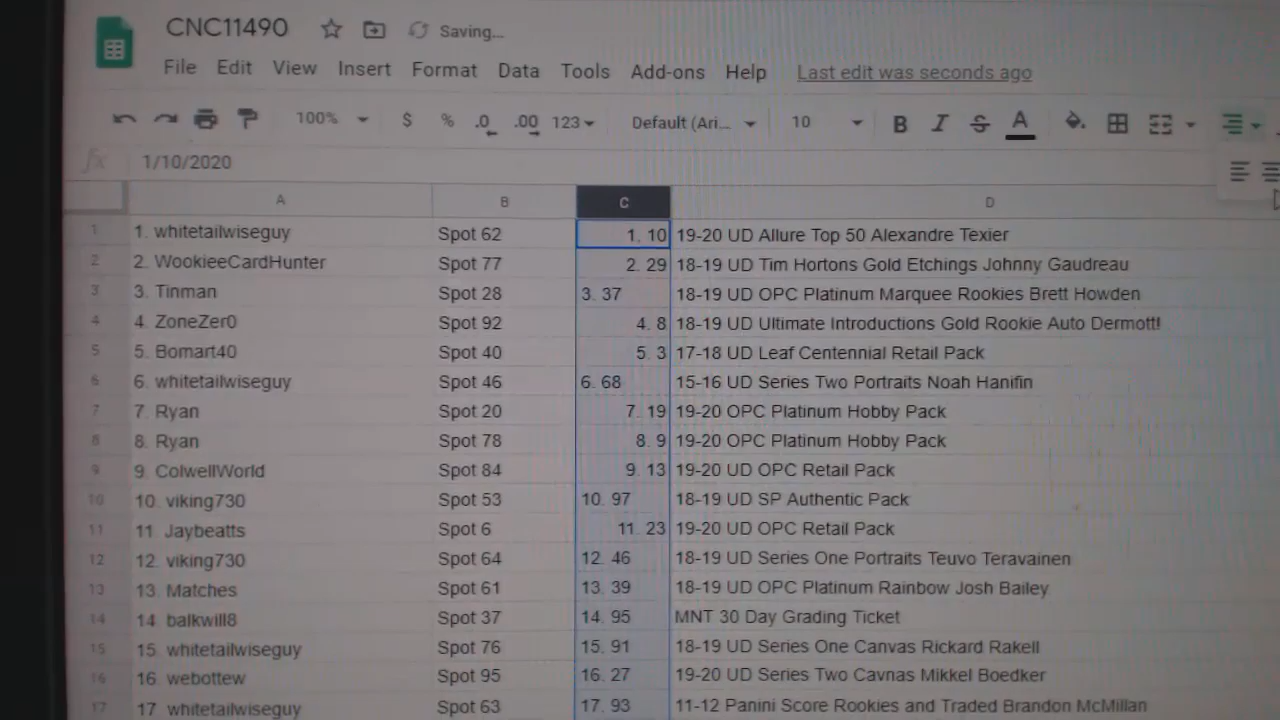 CNC11490 Saving...
File Edit View Insert Format Data Tools Add-ons Help Last edit was seconds ago
100% $ % .0 .00 123 Default (Ari... 10 B I S A
fx 1/10/2020
A B C D
1 1. whitetailwiseguy Spot 62 1. 10 19-20 UD Allure Top 50 Alexandre Texier
2 2. WookieeCardHunter Spot 77 2. 29 18-19 UD Tim Hortons Gold Etchings Johnny Gaudreau
3 3. Tinman Spot 28 3. 37 18-19 UD OPC Platinum Marquee Rookies Brett Howden
4 4. ZoneZer0 Spot 92 4. 8 18-19 UD Ultimate Introductions Gold Rookie Auto Dermott!
5 5. Bomart40 Spot 40 5. 3 17-18 UD Leaf Centennial Retail Pack
6 6. whitetailwiseguy Spot 46 6. 68 15-16 UD Series Two Portraits Noah Hanifin
7 7. Ryan Spot 20 7. 19 19-20 OPC Platinum Hobby Pack
8 8. Ryan Spot 78 8. 9 19-20 OPC Platinum Hobby Pack
9 9. ColwellWorld Spot 84 9. 13 19-20 UD OPC Retail Pack
10 10. viking730 Spot 53 10. 97 18-19 UD SP Authentic Pack
11 11. Jaybeatts Spot 6 11. 23 19-20 UD OPC Retail Pack
12 12. viking730 Spot 64 12. 46 18-19 UD Series One Portraits Teuvo Teravainen
13 13. Matches Spot 61 13. 39 18-19 UD OPC Platinum Rainbow Josh Bailey
14 14. balkwill8 Spot 37 14. 95 MNT 30 Day Grading Ticket
15 15. whitetailwiseguy Spot 76 15. 91 18-19 UD Series One Canvas Rickard Rakell
16 16. webottew Spot 95 16. 27 19-20 UD Series Two Cavnas Mikkel Boedker
17 17. whitetailwiseguy Spot 63 17. 93 11-12 Panini Score Rookies and Traded Brandon McMillan